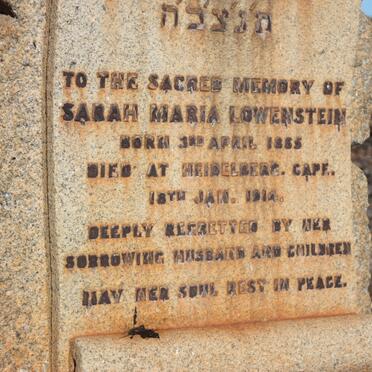 ת'נ'צ'ב'ה
TO THE SACRED MEMORY OF
SARAH MARIA LOWENSTEIN
BORN 3RD APRIL 1865
DIED AT HEIDELBERG. CAPE.
18TH JAN. 1914.
DEEPLY REGRETTED BY HER
SORROWING HUSBAND AND CHILDREN
MAY HER SOUL REST IN PEACE.